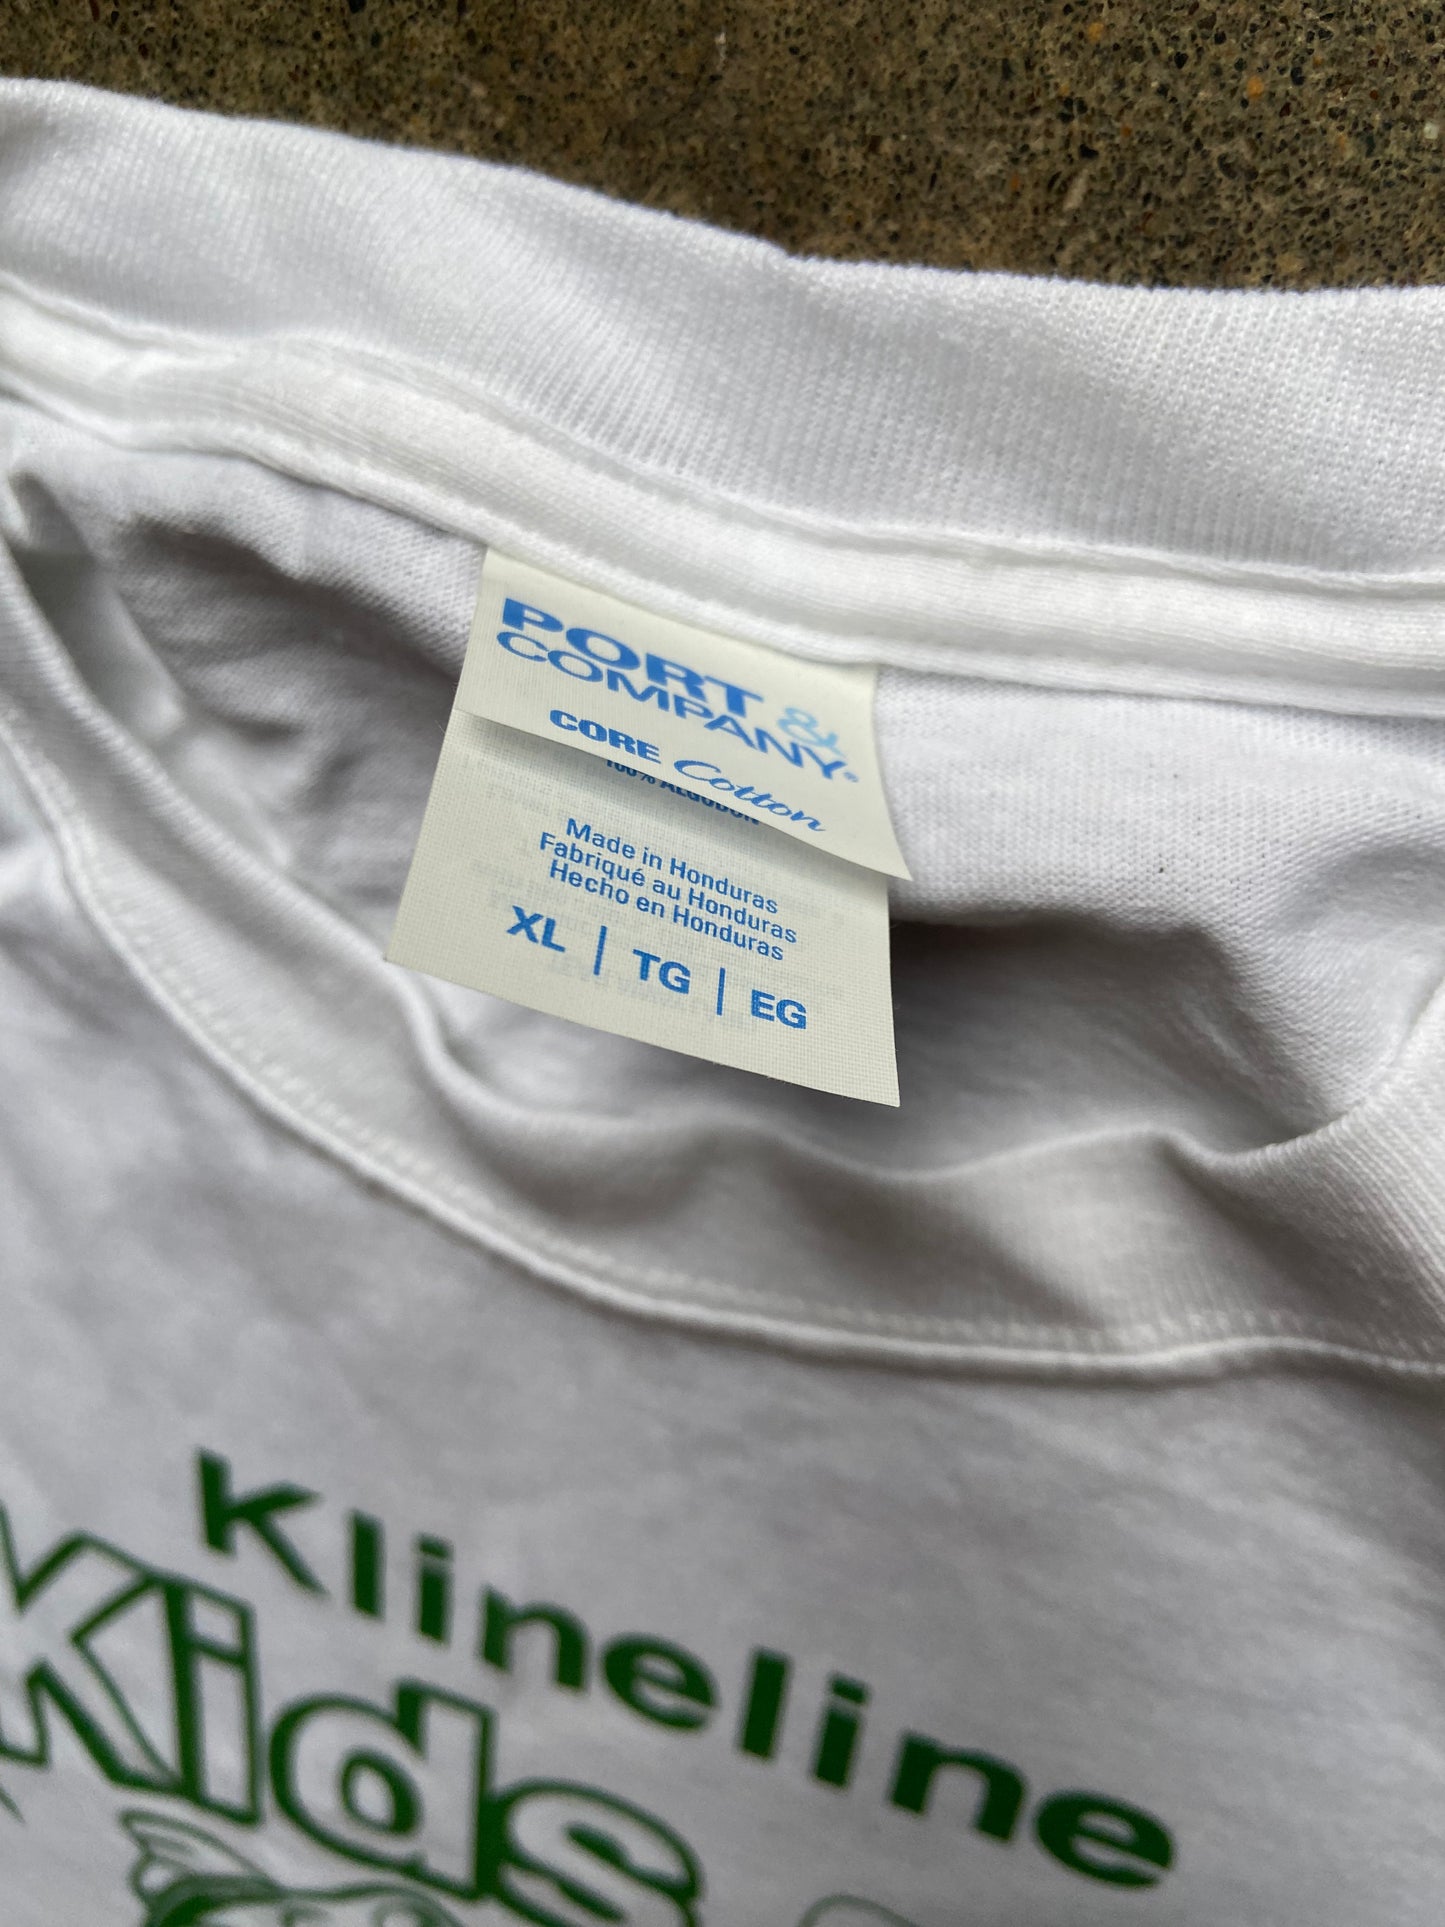 PORT &
COMPANY®
CORE Cotton
100% ALGODON
Made in Honduras
Fabriqué au Honduras
Hecho en Honduras
XL | TG | EG
Klineline
Kids